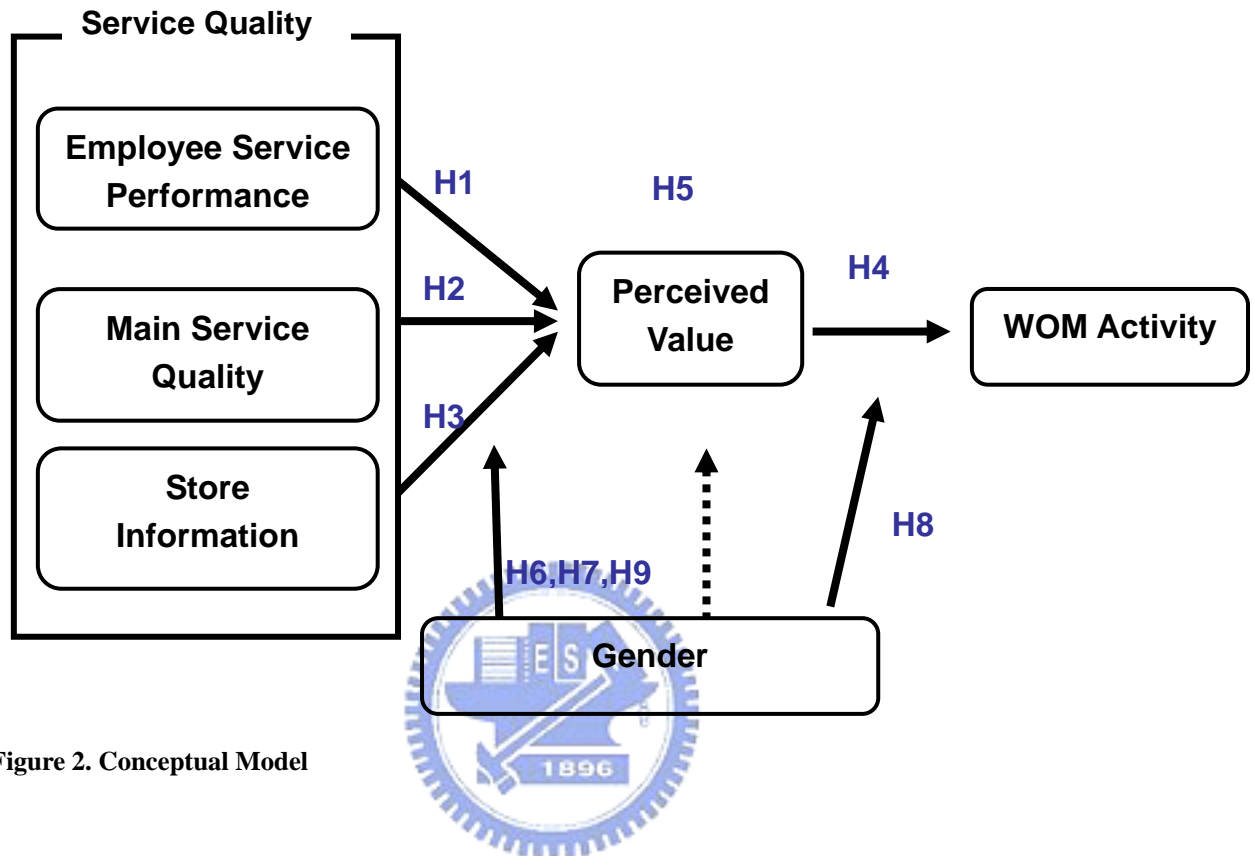 Service Quality
Employee Service
Performance
H1
H5
H2
Perceived
Value
H4
WOM Activity
Main Service
Quality
H3
Store
Information
H6,H7,H9
H8
Gender
E S
1896
Figure 2. Conceptual Model